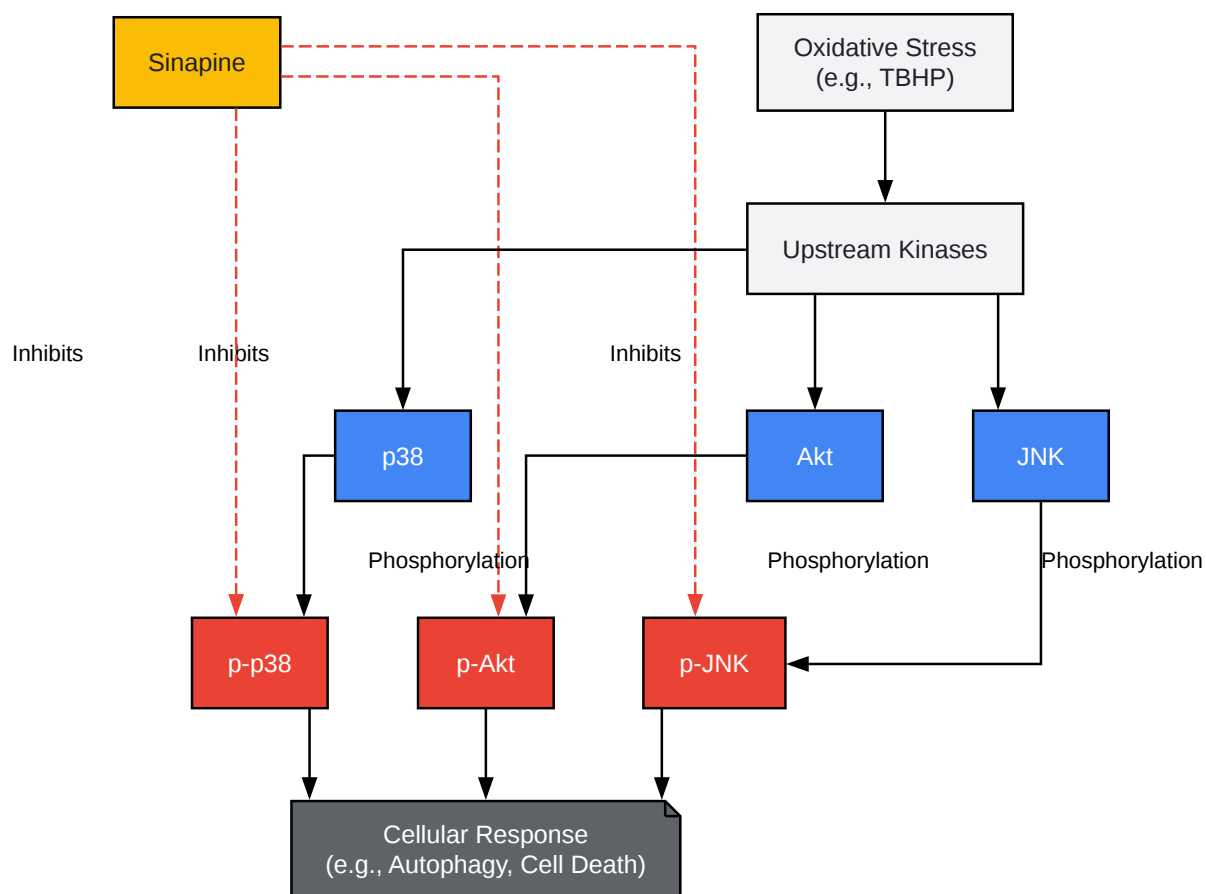 Sinapine
Oxidative Stress
(e.g., TBHP)
Upstream Kinases
Inhibits
Inhibits
Inhibits
p38
Akt
JNK
Phosphorylation
Phosphorylation
Phosphorylation
p-p38
p-Akt
p-JNK
Cellular Response
(e.g., Autophagy, Cell Death)